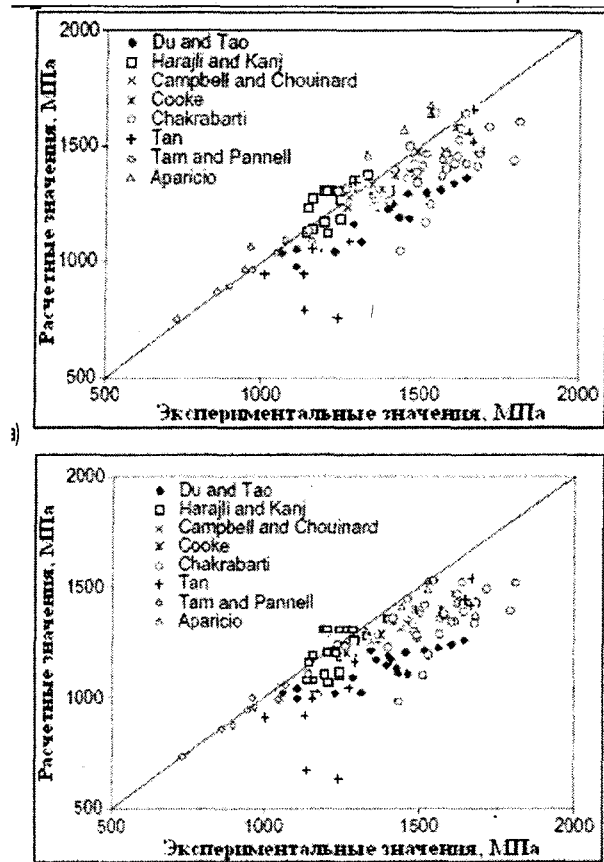 2000
Du and Tao
Harajli and Kanj
Campbell and Chouinard
1500
Cooke
Chakrabarti
Tan
Tam and Pannell
Aparicio
1000
500
500
1000
1500
2000
Расчетные значения, МПа
Экспериментальные значения, МПа
а)
2000
Du and Tao
Harajli and Kanj
Campbell and Chouinard
Cooke
1500
Chakrabarti
Tan
Tam and Pannell
Aparicio
1000
500
500
1000
1500
2000
Расчетные значения, МПа
Экспериментальные значения, МПа